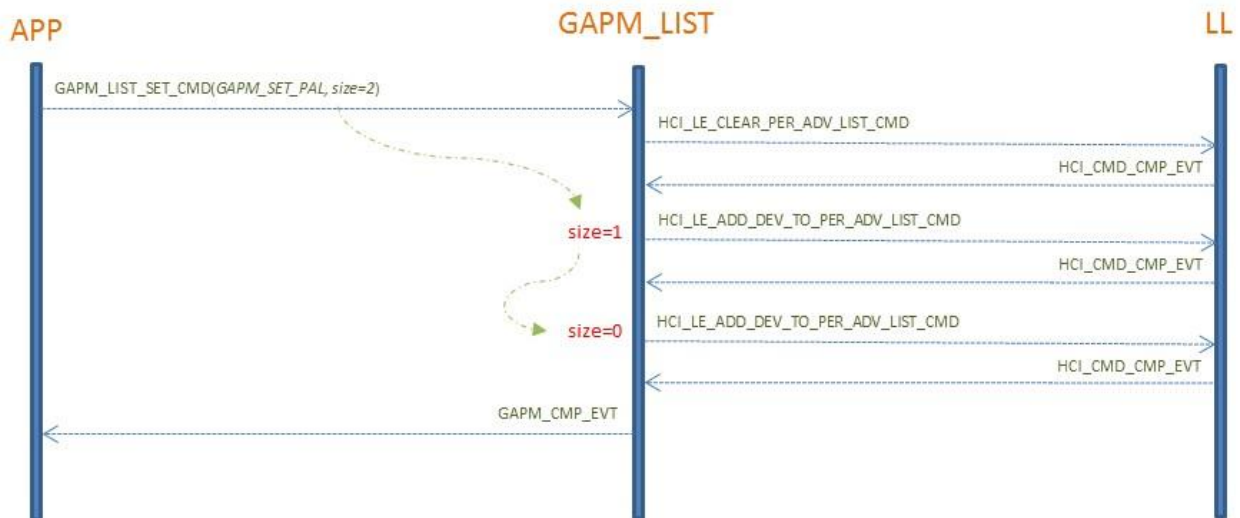 APP
GAPM_LIST
LL
GAPM_LIST_SET_CMD(GAPM_SET_PAL, size=2)
HCI_LE_CLEAR_PER_ADV_LIST_CMD
HCI_CMD_CMP_EVT
size=1
HCI_LE_ADD_DEV_TO_PER_ADV_LIST_CMD
HCI_CMD_CMP_EVT
size=0
HCI_LE_ADD_DEV_TO_PER_ADV_LIST_CMD
HCI_CMD_CMP_EVT
GAPM_CMP_EVT